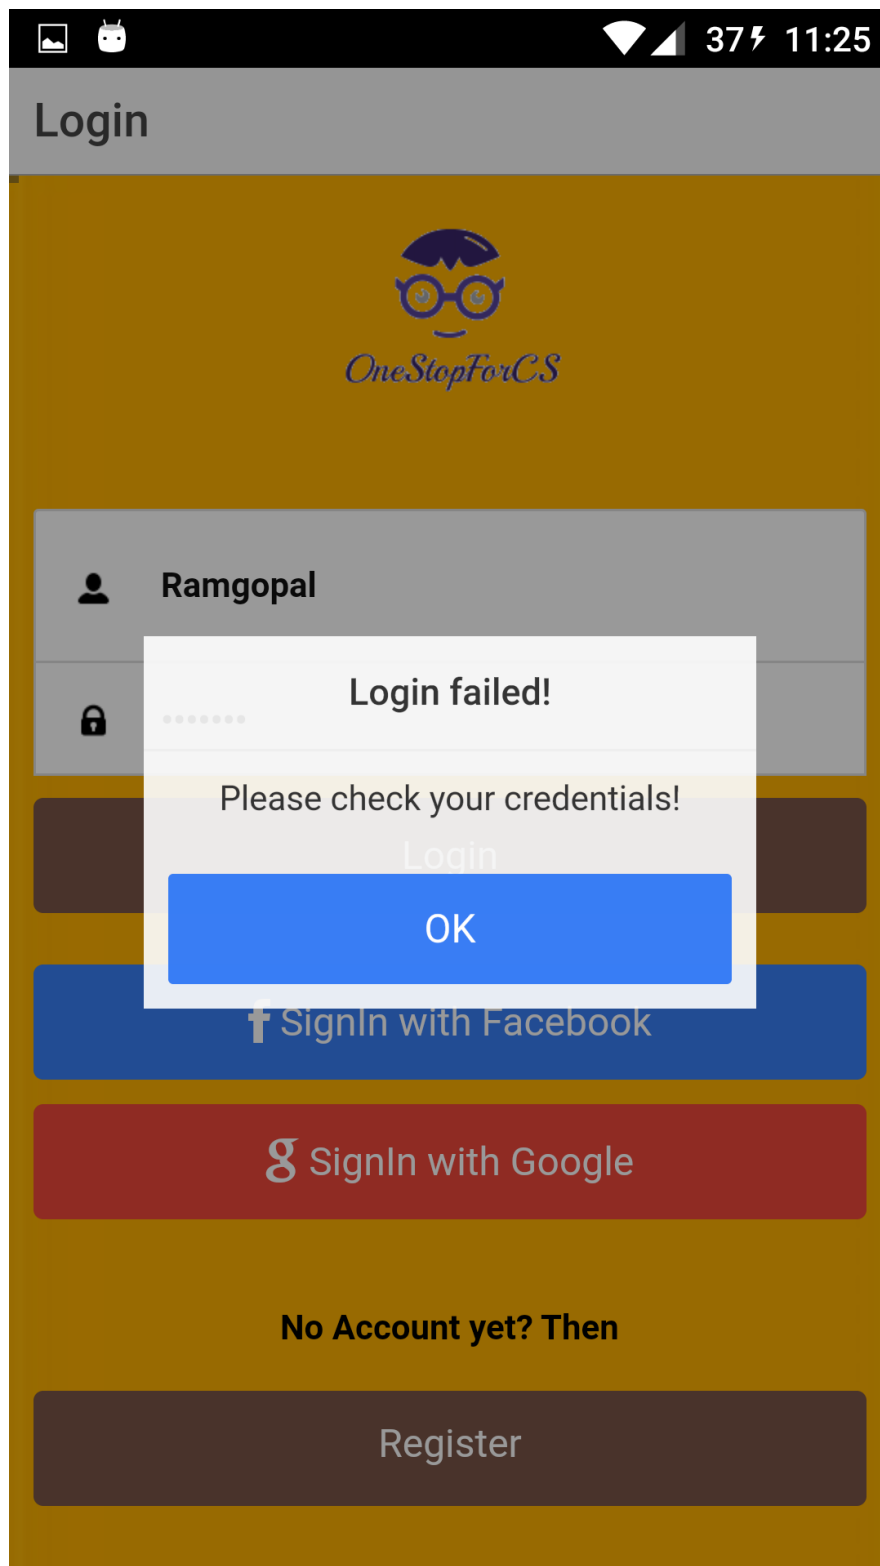 37 11:25
Login
OneStopForCS
Ramgopal
Login failed!
•••••••
Please check your credentials!
Login
OK
f SignIn with Facebook
g SignIn with Google
No Account yet? Then
Register